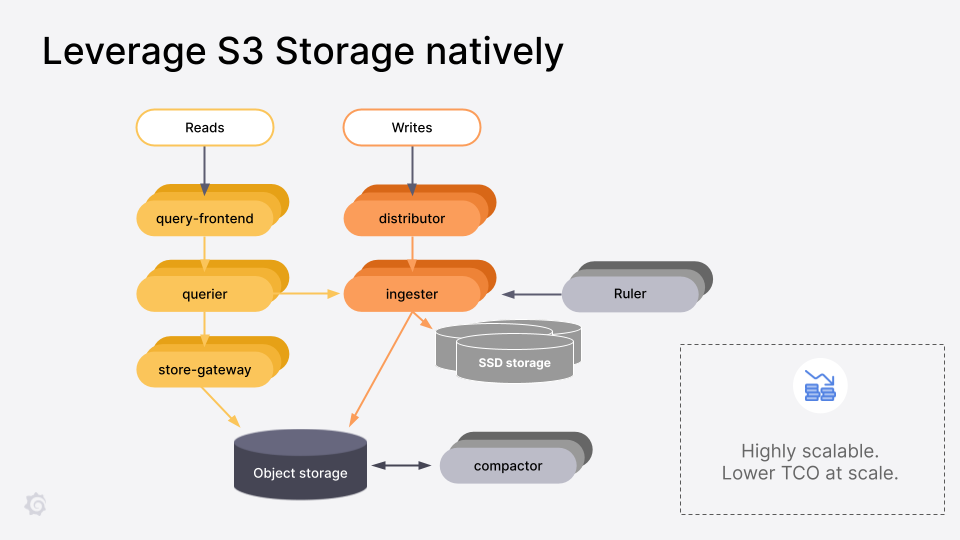 Leverage S3 Storage natively
Reads
Writes
query-frontend
distributor
querier
ingester
Ruler
store-gateway
SSD storage
Object storage
compactor
Highly scalable.
Lower TCO at scale.